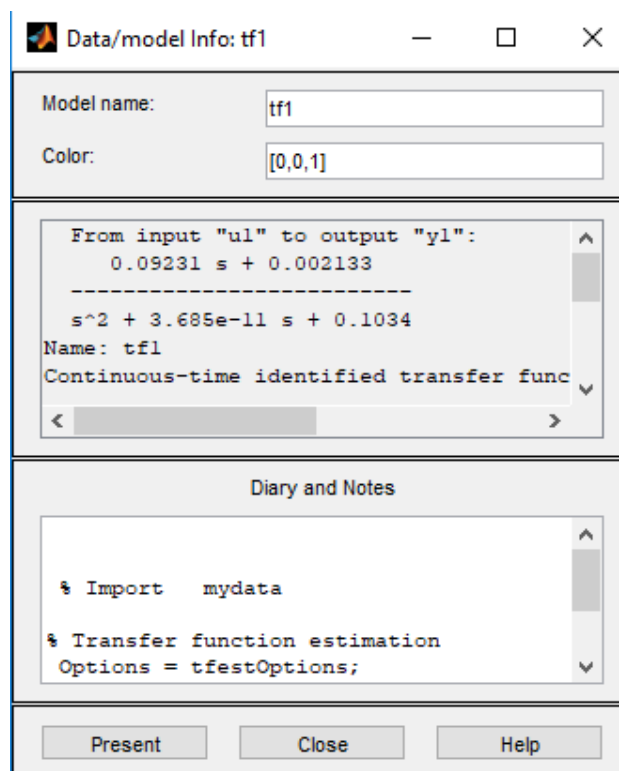 Data/model Info: tf1
Model name:
tf1
Color:
[0,0,1]
From input "u1" to output "y1":
0.09231 s + 0.002133
--------------------------
s^2 + 3.685e-11 s + 0.1034
Name: tf1
Continuous-time identified transfer func
Diary and Notes
% Import   mydata
% Transfer function estimation
Options = tfestOptions;
Present
Close
Help